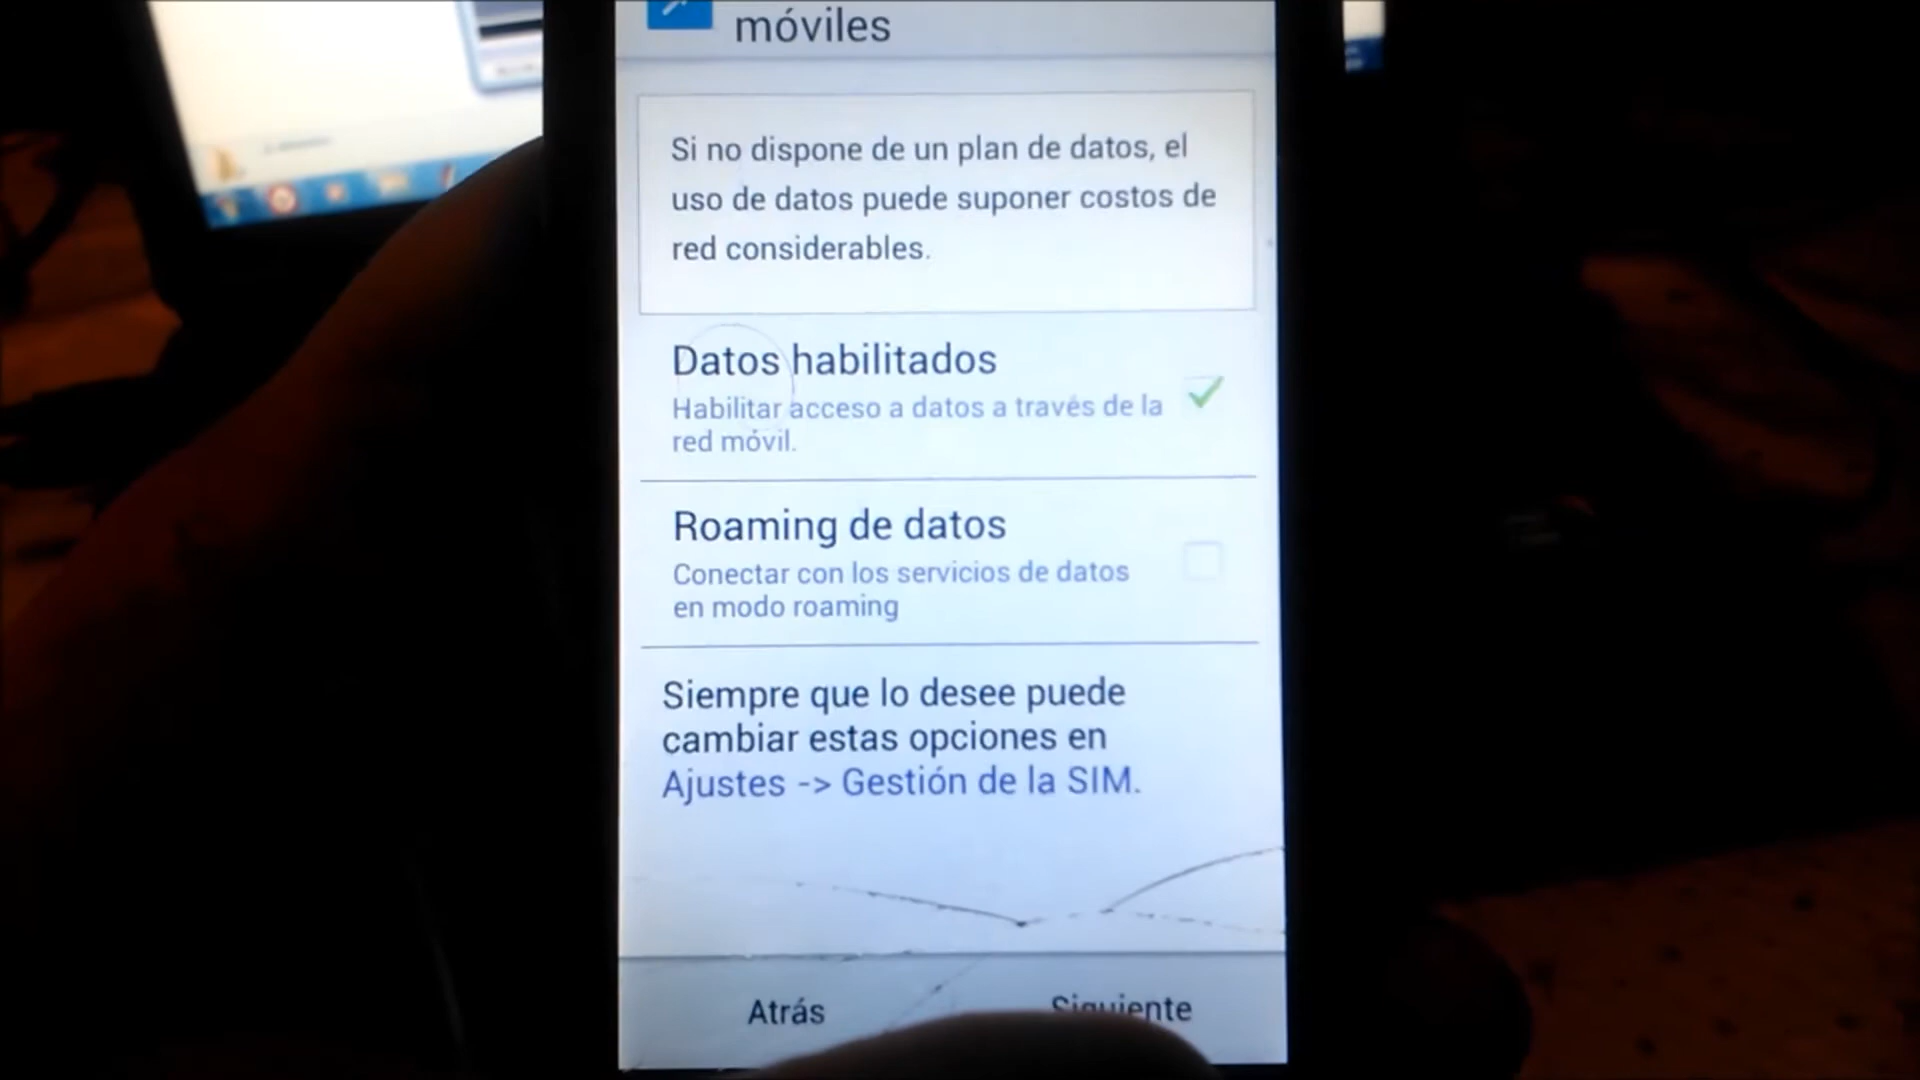 móviles
Si no dispone de un plan de datos, el
uso de datos puede suponer costos de
red considerables.
Datos habilitados
Habilitar acceso a datos a través de la
red móvil.
Roaming de datos
Conectar con los servicios de datos
en modo roaming
Siempre que lo desee puede
cambiar estas opciones en
Ajustes -> Gestión de la SIM.
Atrás Siguiente